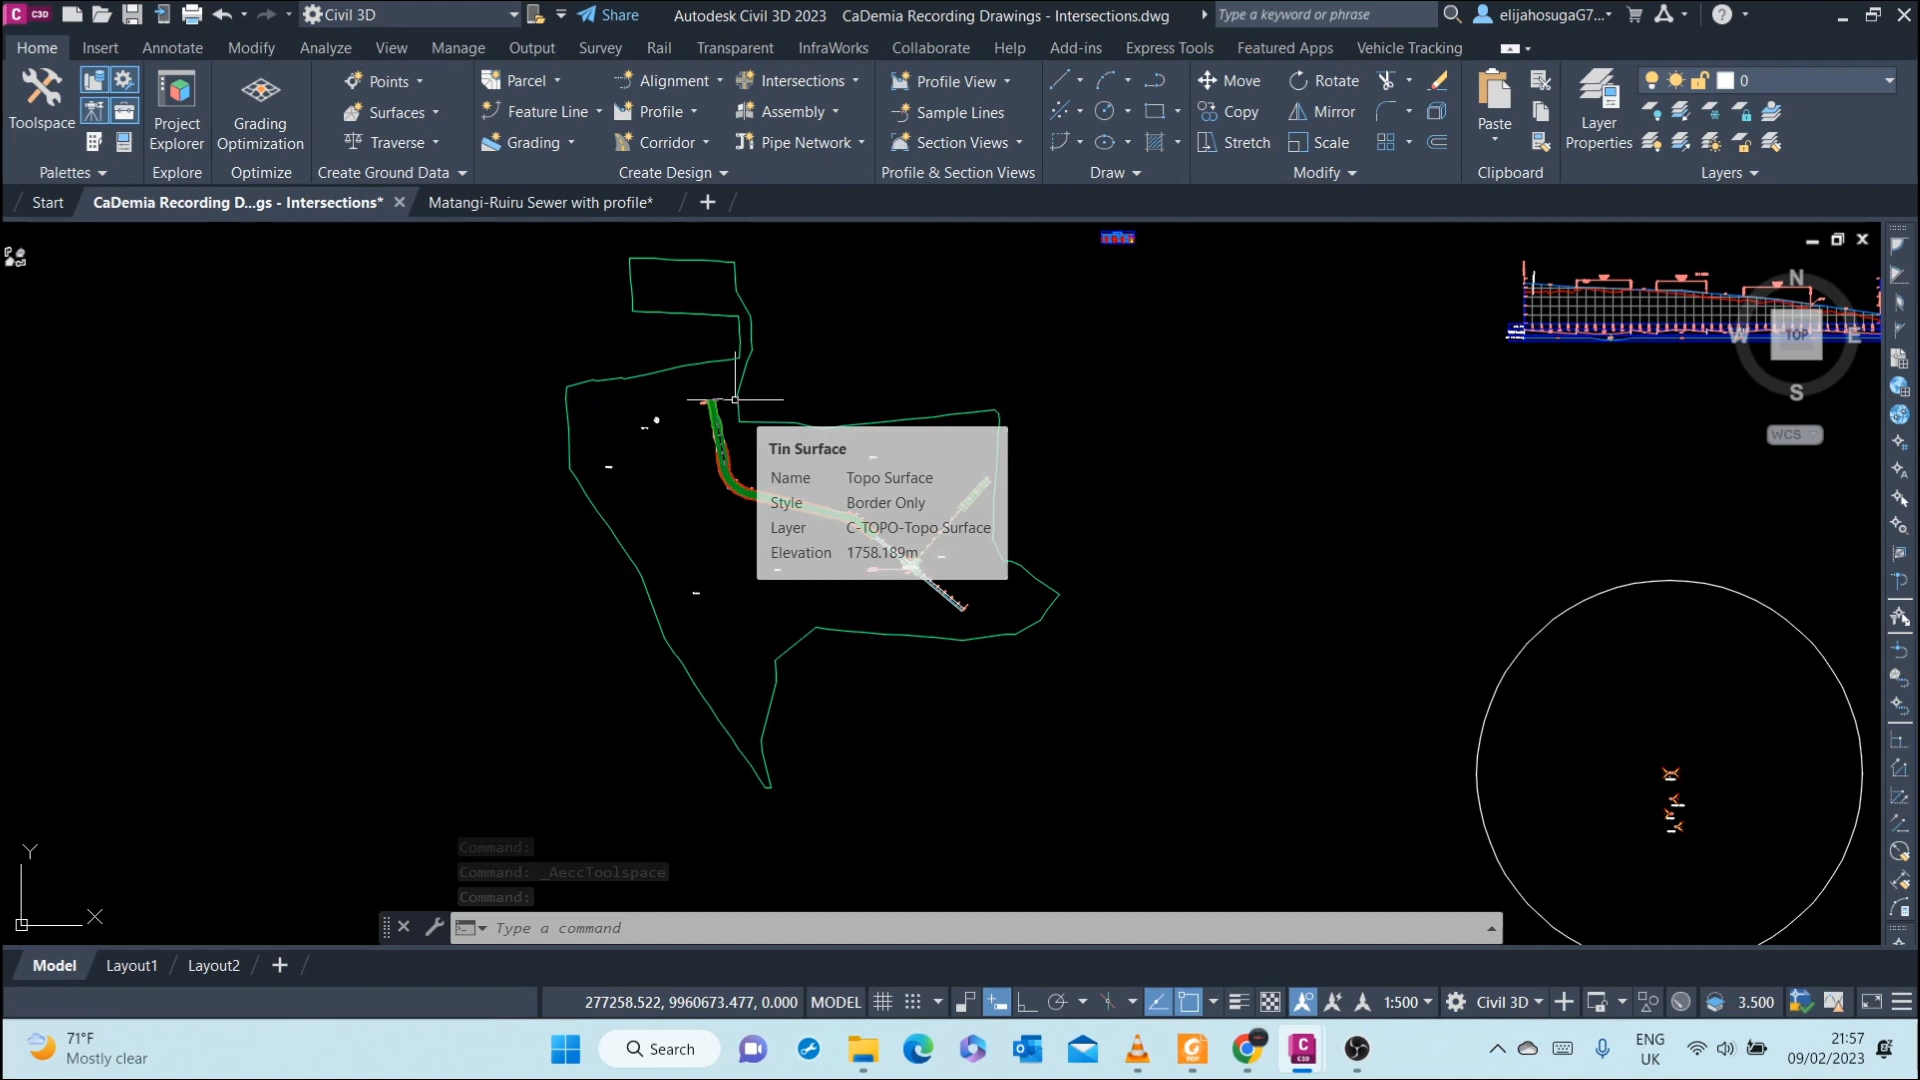 C3D
Civil 3D
Share
Autodesk Civil 3D 2023 CaDemia Recording Drawings - Intersections.dwg
Type a keyword or phrase
elijahosugaG7...
Home Insert Annotate Modify Analyze View Manage Output Survey Rail Transparent InfraWorks Collaborate Help Add-ins Express Tools Featured Apps Vehicle Tracking
Toolspace
Project
Explorer
Grading
Optimization
Points
Surfaces
Traverse
Parcel
Feature Line
Grading
Alignment
Profile
Corridor
Intersections
Assembly
Pipe Network
Profile View
Sample Lines
Section Views
Move
Copy
Stretch
Rotate
Mirror
Scale
Paste
Layer
Properties
0
Palettes Explore Optimize Create Ground Data Create Design Profile & Section Views Draw Modify Clipboard Layers
Start CaDemia Recording D...gs - Intersections* Matangi-Ruiru Sewer with profile*
N
W
TOP
E
S
WCS
Tin Surface
Name Topo Surface
Style Border Only
Layer C-TOPO-Topo Surface
Elevation 1758.189m
Y
X
Command:
Command: _AeccToolspace
Command:
Type a command
Model Layout1 Layout2
277258.522, 9960673.477, 0.000 MODEL 1:500 Civil 3D 3.500
71°F
Mostly clear
Search
ENG
UK
21:57
09/02/2023